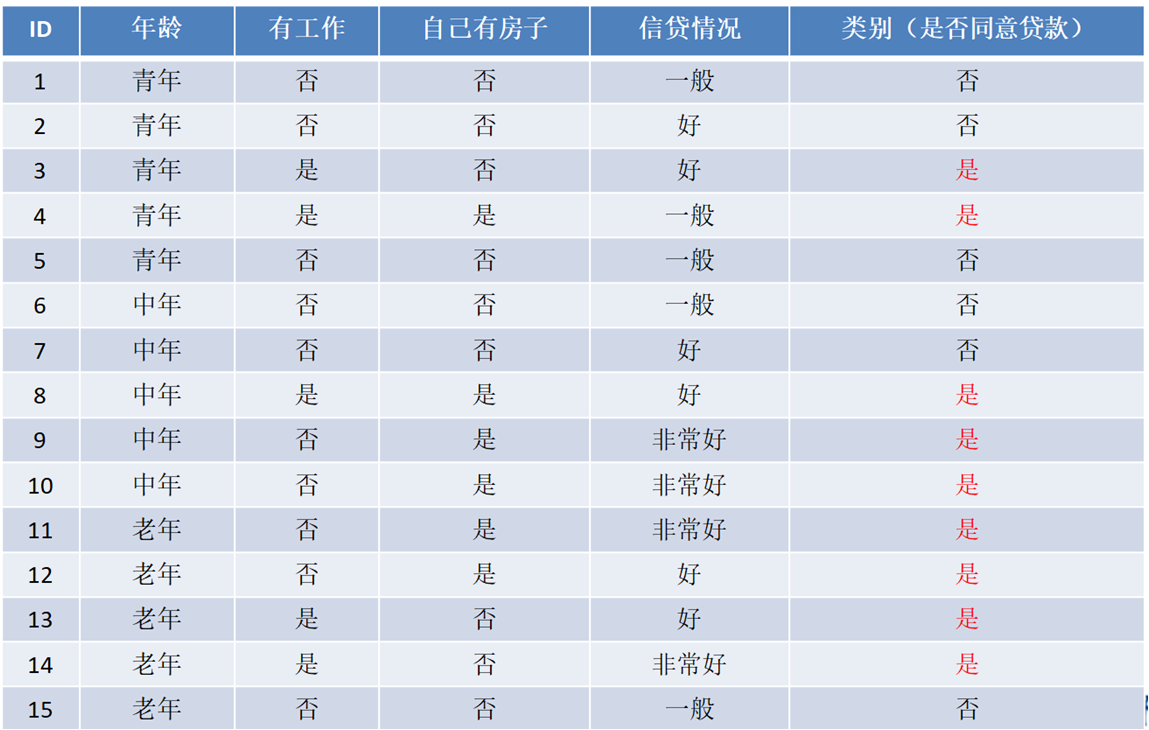 ID 年龄 有工作 自己有房子 信贷情况 类别（是否同意贷款）
1 青年 否 否 一般 否
2 青年 否 否 好 否
3 青年 是 否 好 是
4 青年 是 是 一般 是
5 青年 否 否 一般 否
6 中年 否 否 一般 否
7 中年 否 否 好 否
8 中年 是 是 好 是
9 中年 否 是 非常好 是
10 中年 否 是 非常好 是
11 老年 否 是 非常好 是
12 老年 否 是 好 是
13 老年 是 否 好 是
14 老年 是 否 非常好 是
15 老年 否 否 一般 否